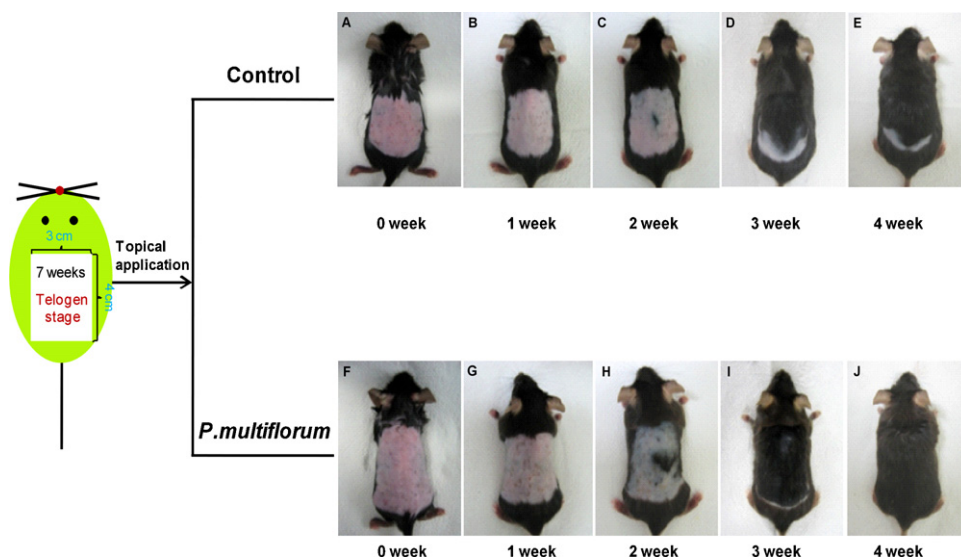 A
B
C
D
E
Control
0 week
1 week
2 week
3 week
4 week
3 cm
7 weeks
Telogen
stage
4 cm
Topical
application
F
G
H
I
J
P.multiflorum
0 week
1 week
2 week
3 week
4 week